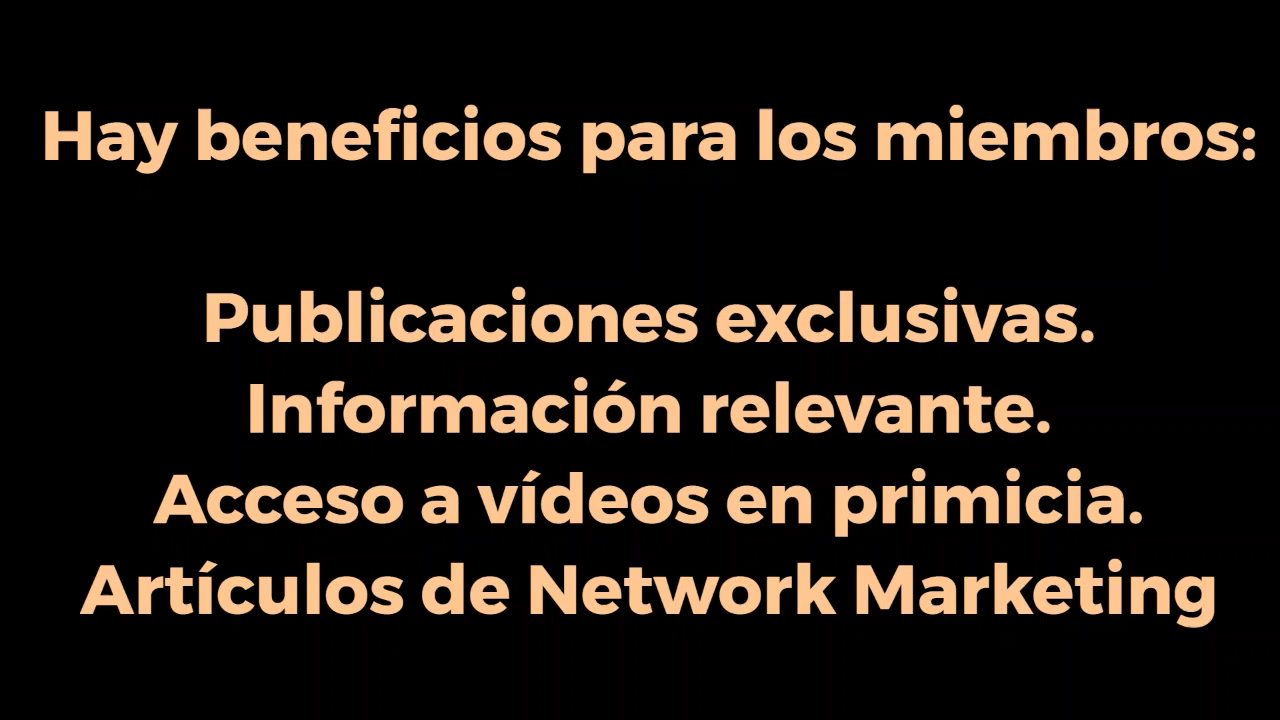 Hay beneficios para los miembros:
Publicaciones exclusivas.
Información relevante.
Acceso a vídeos en primicia.
Artículos de Network Marketing